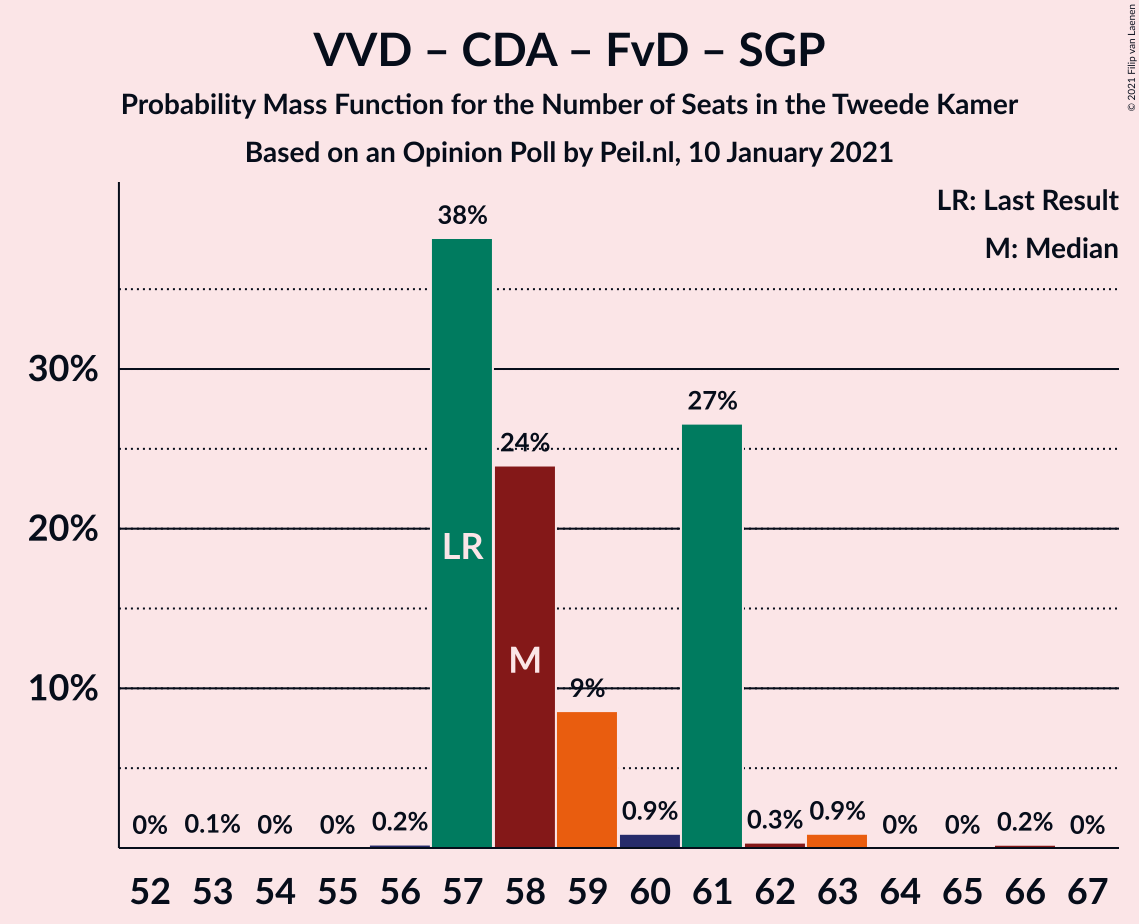 VVD – CDA – FvD – SGP
Probability Mass Function for the Number of Seats in the Tweede Kamer
Based on an Opinion Poll by Peil.nl, 10 January 2021
© 2021 Filip van Laenen
LR: Last Result
M: Median
30%
20%
10%
0% 0.1% 0% 0% 0.2% 38% 24% 9% 0.9% 27% 0.3% 0.9% 0% 0% 0.2% 0%
LR
M
52 53 54 55 56 57 58 59 60 61 62 63 64 65 66 67